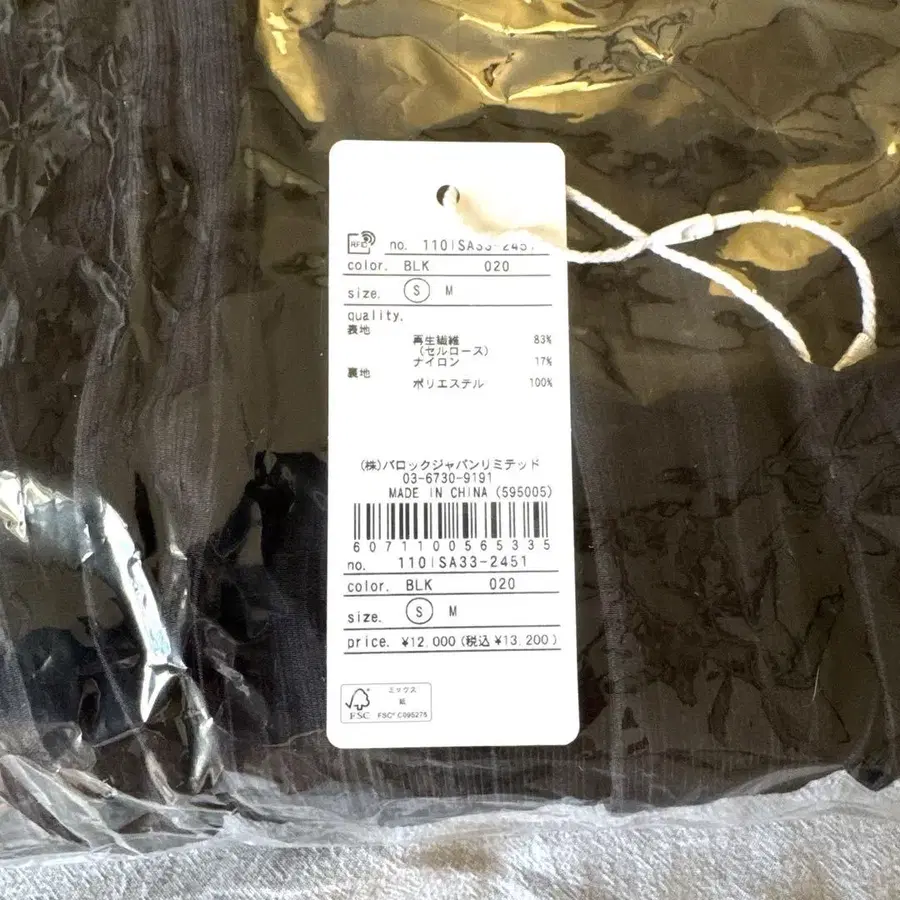 RFID no. 110ISA33-2451
color. BLK 020
size. S M
quality.
表地
再生繊維 83%
(セルロース)
ナイロン 17%
裏地
ポリエステル 100%
(株)バロックジャパンリミテッド
03-6730-9191
MADE IN CHINA (595005)
6071100565335
no. 110ISA33-2451
color. BLK 020
size. S M
price. ¥12,000(税込¥13,200)
ミックス
紙
FSC FSC® C095275